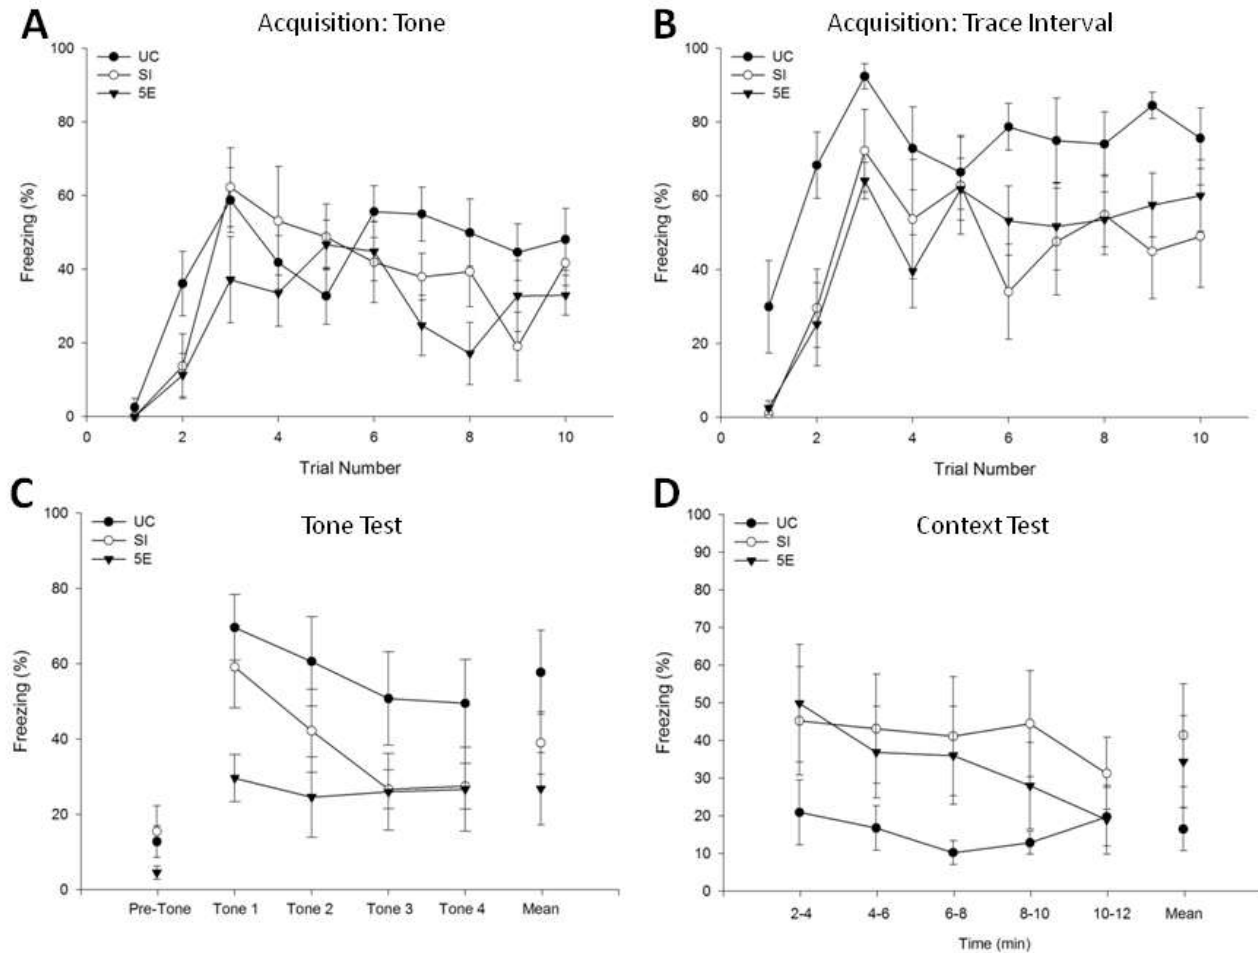 A
Acquisition: Tone
UC
SI
5E
100
80
60
40
20
0
Freezing (%)
0 2 4 6 8 10
Trial Number
B
Acquisition: Trace Interval
UC
SI
5E
100
80
60
40
20
0
Freezing (%)
0 2 4 6 8 10
Trial Number
C
Tone Test
UC
SI
5E
100
80
60
40
20
0
Freezing (%)
Pre-Tone Tone 1 Tone 2 Tone 3 Tone 4 Mean
D
Context Test
UC
SI
5E
100
90
80
70
60
50
40
30
20
10
0
Freezing (%)
2-4 4-6 6-8 8-10 10-12 Mean
Time (min)